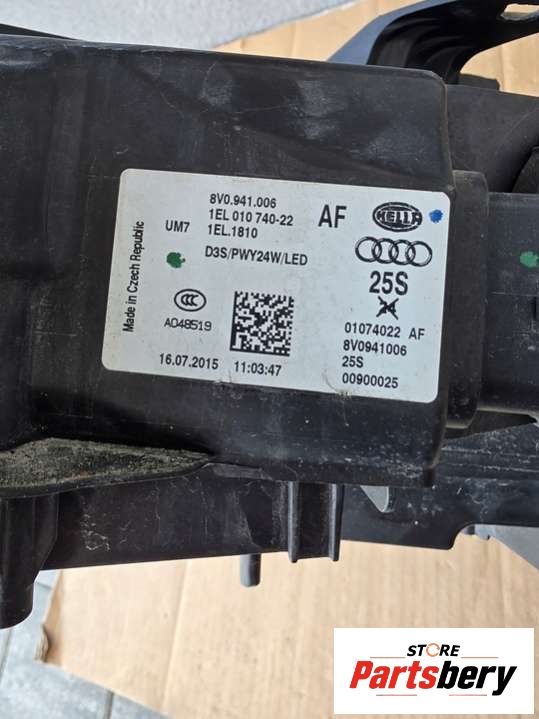 8V0.941.006
1EL 010 740-22
UM7 1EL.1810
AF
HELLA
D3S/PWY24W/LED
Made in Czech Republic
25S
CCC
A048519
01074022 AF
8V0941006
25S
00900025
16.07.2015 11:03:47
STORE
Partsbery